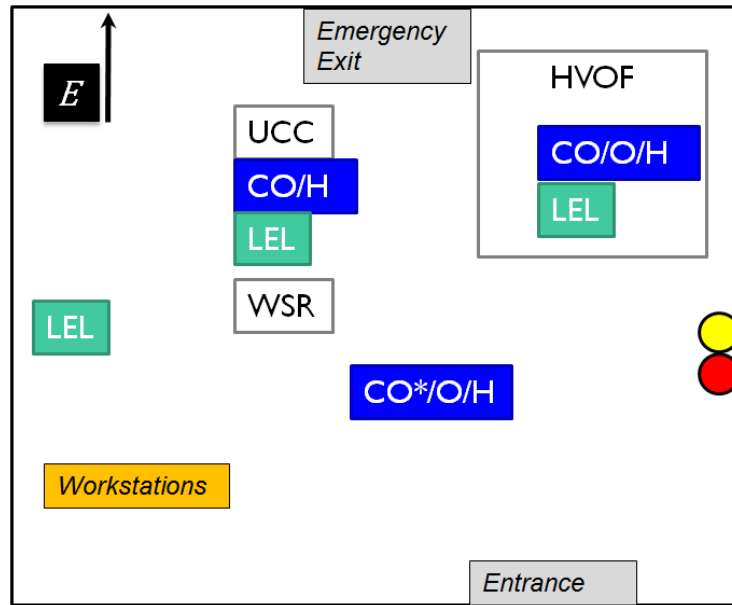 Emergency
Exit
E
HVOF
UCC
CO/O/H
CO/H
LEL
LEL
WSR
LEL
CO*/O/H
Workstations
Entrance